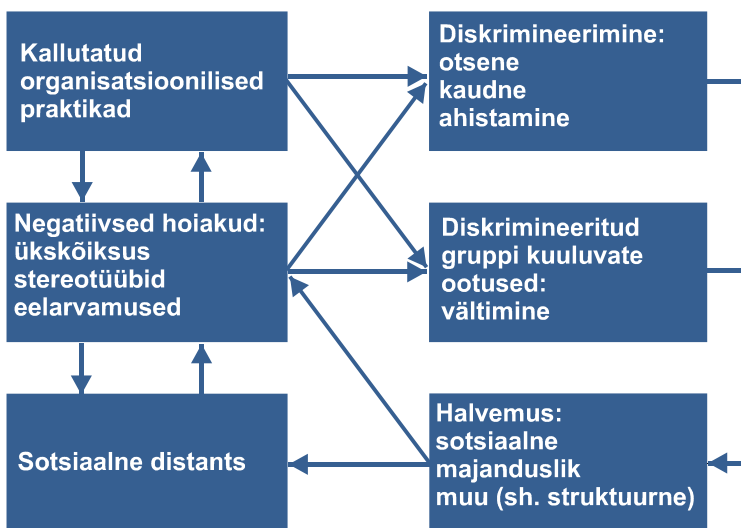 Kallutatud
organisatsioonilised
praktikad
Diskrimineerimine:
otsene
kaudne
ahistamine
Negatiivsed hoiakud:
ükskõiksus
stereotüübid
eelarvamused
Diskrimineeritud
gruppi kuuluvate
ootused:
vältimine
Sotsiaalne distants
Halvemus:
sotsiaalne
majanduslik
muu (sh. struktuurne)